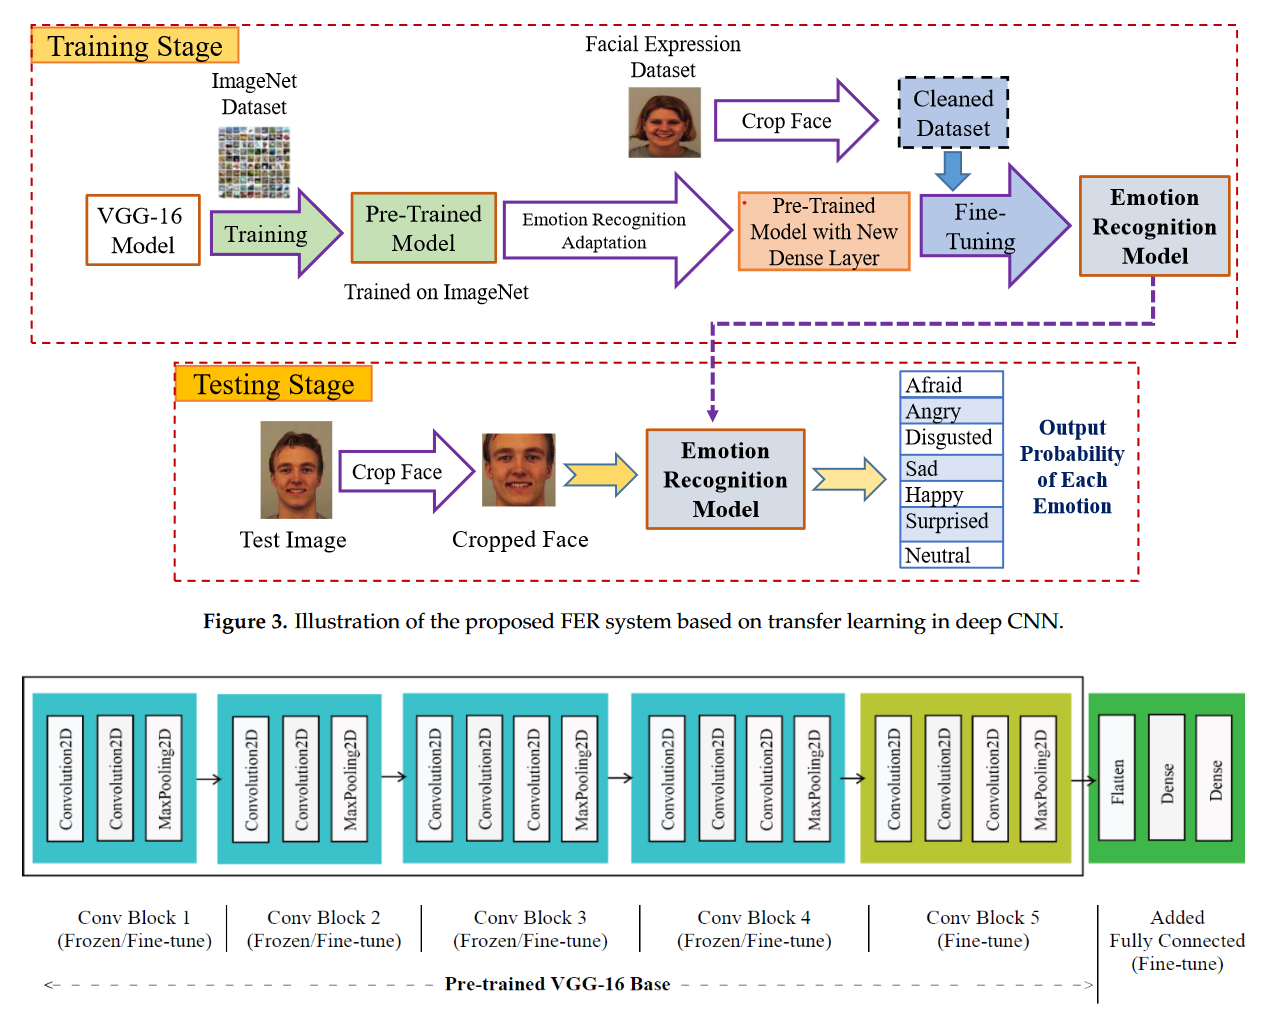 Training Stage
ImageNet
Dataset
Facial Expression
Dataset
Crop Face
Cleaned
Dataset
VGG-16
Model
Training
Pre-Trained
Model
Trained on ImageNet
Emotion Recognition
Adaptation
Pre-Trained
Model with New
Dense Layer
Fine-
Tuning
Emotion
Recognition
Model
Testing Stage
Test Image
Crop Face
Cropped Face
Emotion
Recognition
Model
Afraid
Angry
Disgusted
Sad
Happy
Surprised
Neutral
Output
Probability
of Each
Emotion
Figure 3. Illustration of the proposed FER system based on transfer learning in deep CNN.
Convolution2D
Convolution2D
MaxPooling2D
Convolution2D
Convolution2D
MaxPooling2D
Convolution2D
Convolution2D
Convolution2D
MaxPooling2D
Convolution2D
Convolution2D
Convolution2D
MaxPooling2D
Convolution2D
Convolution2D
Convolution2D
MaxPooling2D
Flatten
Dense
Dense
Conv Block 1
(Frozen/Fine-tune)
Conv Block 2
(Frozen/Fine-tune)
Conv Block 3
(Frozen/Fine-tune)
Conv Block 4
(Frozen/Fine-tune)
Conv Block 5
(Fine-tune)
Added
Fully Connected
(Fine-tune)
Pre-trained VGG-16 Base